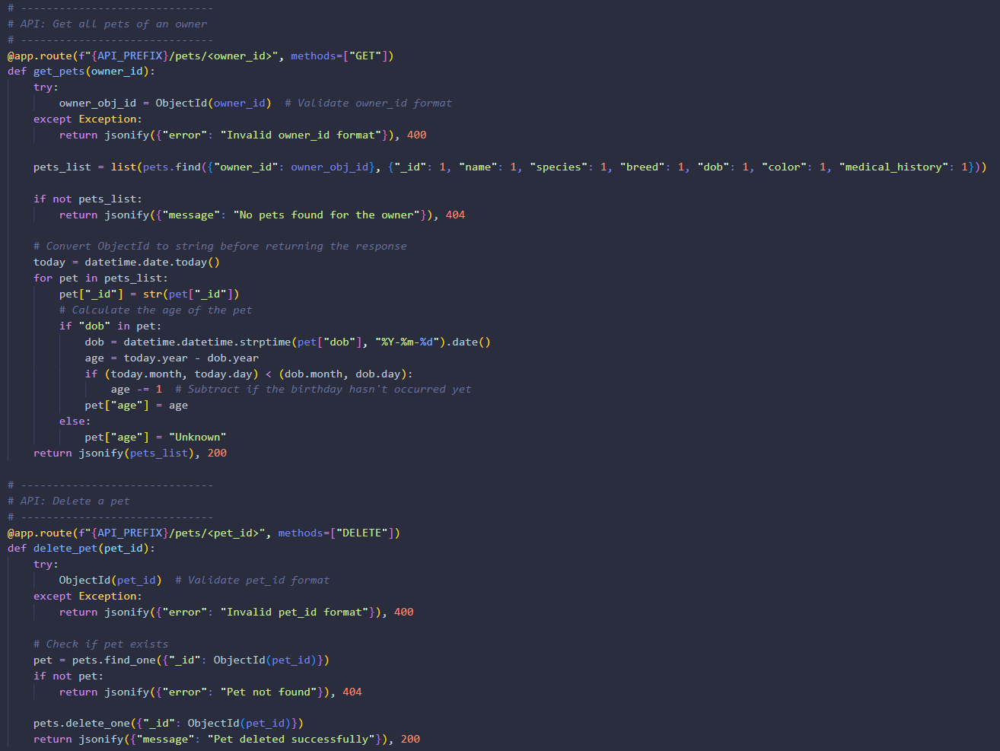 # ------------------------------
# API: Get all pets of an owner
# ------------------------------
@app.route(f"{API_PREFIX}/pets/<owner_id>", methods=["GET"])
def get_pets(owner_id):
    try:
        owner_obj_id = ObjectId(owner_id)  # Validate owner_id format
    except Exception:
        return jsonify({"error": "Invalid owner_id format"}), 400

    pets_list = list(pets.find({"owner_id": owner_obj_id}, {"_id": 1, "name": 1, "species": 1, "breed": 1, "dob": 1, "color": 1, "medical_history": 1}))

    if not pets_list:
        return jsonify({"message": "No pets found for the owner"}), 404

    # Convert ObjectId to string before returning the response
    today = datetime.date.today()
    for pet in pets_list:
        pet["_id"] = str(pet["_id"])
        # Calculate the age of the pet
        if "dob" in pet:
            dob = datetime.datetime.strptime(pet["dob"], "%Y-%m-%d").date()
            age = today.year - dob.year
            if (today.month, today.day) < (dob.month, dob.day):
                age -= 1  # Subtract if the birthday hasn't occurred yet
            pet["age"] = age
        else:
            pet["age"] = "Unknown"
    return jsonify(pets_list), 200

# ------------------------------
# API: Delete a pet
# ------------------------------
@app.route(f"{API_PREFIX}/pets/<pet_id>", methods=["DELETE"])
def delete_pet(pet_id):
    try:
        ObjectId(pet_id)  # Validate pet_id format
    except Exception:
        return jsonify({"error": "Invalid pet_id format"}), 400

    # Check if pet exists
    pet = pets.find_one({"_id": ObjectId(pet_id)})
    if not pet:
        return jsonify({"error": "Pet not found"}), 404

    pets.delete_one({"_id": ObjectId(pet_id)})
    return jsonify({"message": "Pet deleted successfully"}), 200